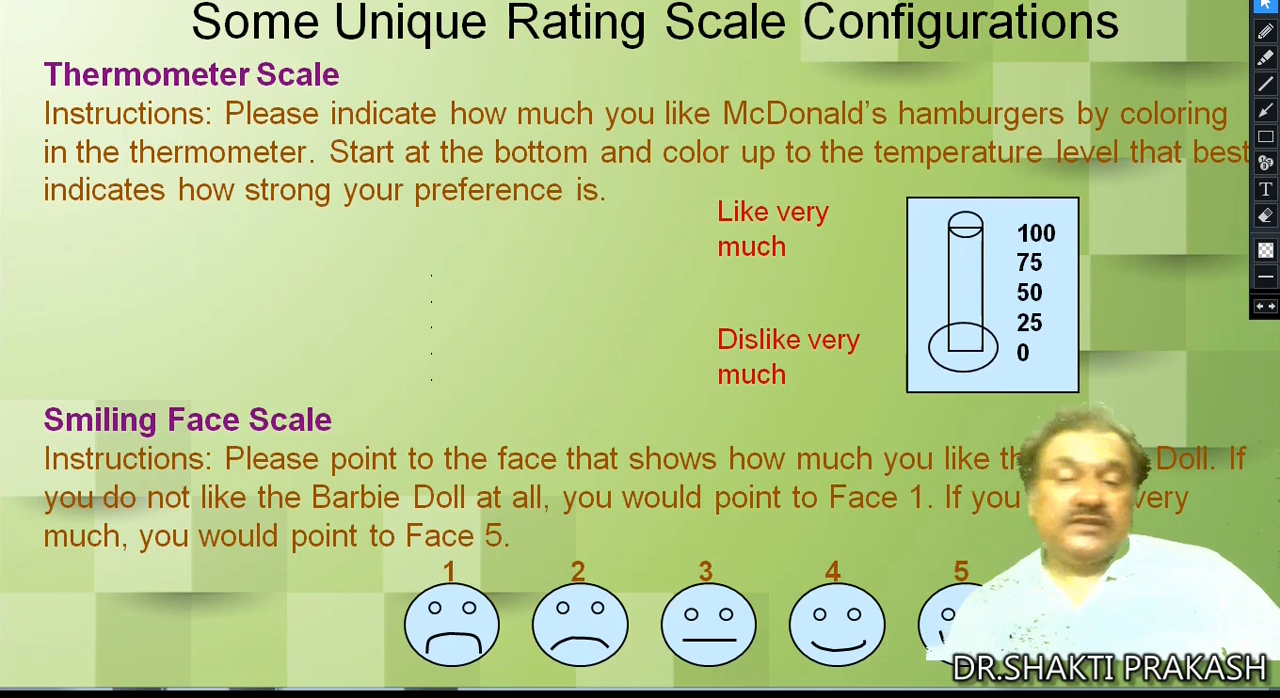 Some Unique Rating Scale Configurations
Thermometer Scale
Instructions: Please indicate how much you like McDonald’s hamburgers by coloring
in the thermometer. Start at the bottom and color up to the temperature level that best
indicates how strong your preference is.
Like very
much
Dislike very
much
100
75
50
25
0
Smiling Face Scale
Instructions: Please point to the face that shows how much you like Doll. If
you do not like the Barbie Doll at all, you would point to Face 1. If you very
much, you would point to Face 5.
1 2 3 4 5
DR.SHAKTI PRAKASH